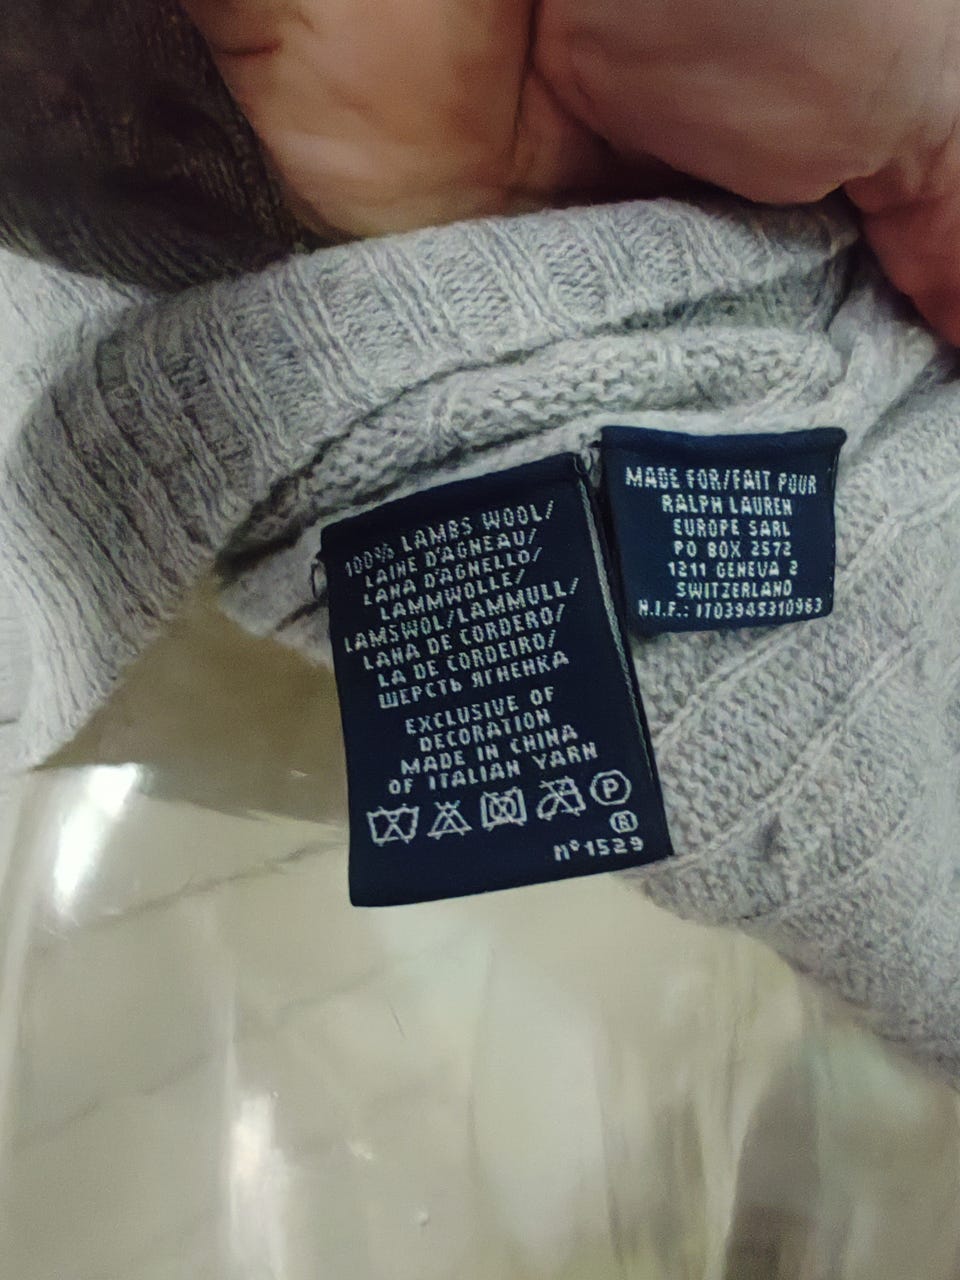 100% LAMBS WOOL/
LAINE D'AGNEAU/
LANA D'AGNELLO/
LAMMWOLLE/
LAMSWOL/LAMMULL/
LANA DE CORDERO/
LA DE CORDEIRO/
ШЕРСТЬ ЯГНЕНКА
EXCLUSIVE OF
DECORATION
MADE IN CHINA
OF ITALIAN YARN
P
R
N°1529
MADE FOR/FAIT POUR
RALPH LAUREN
EUROPE SARL
PO BOX 2572
1211 GENEVA 2
SWITZERLAND
N.I.F.: IT03945310963